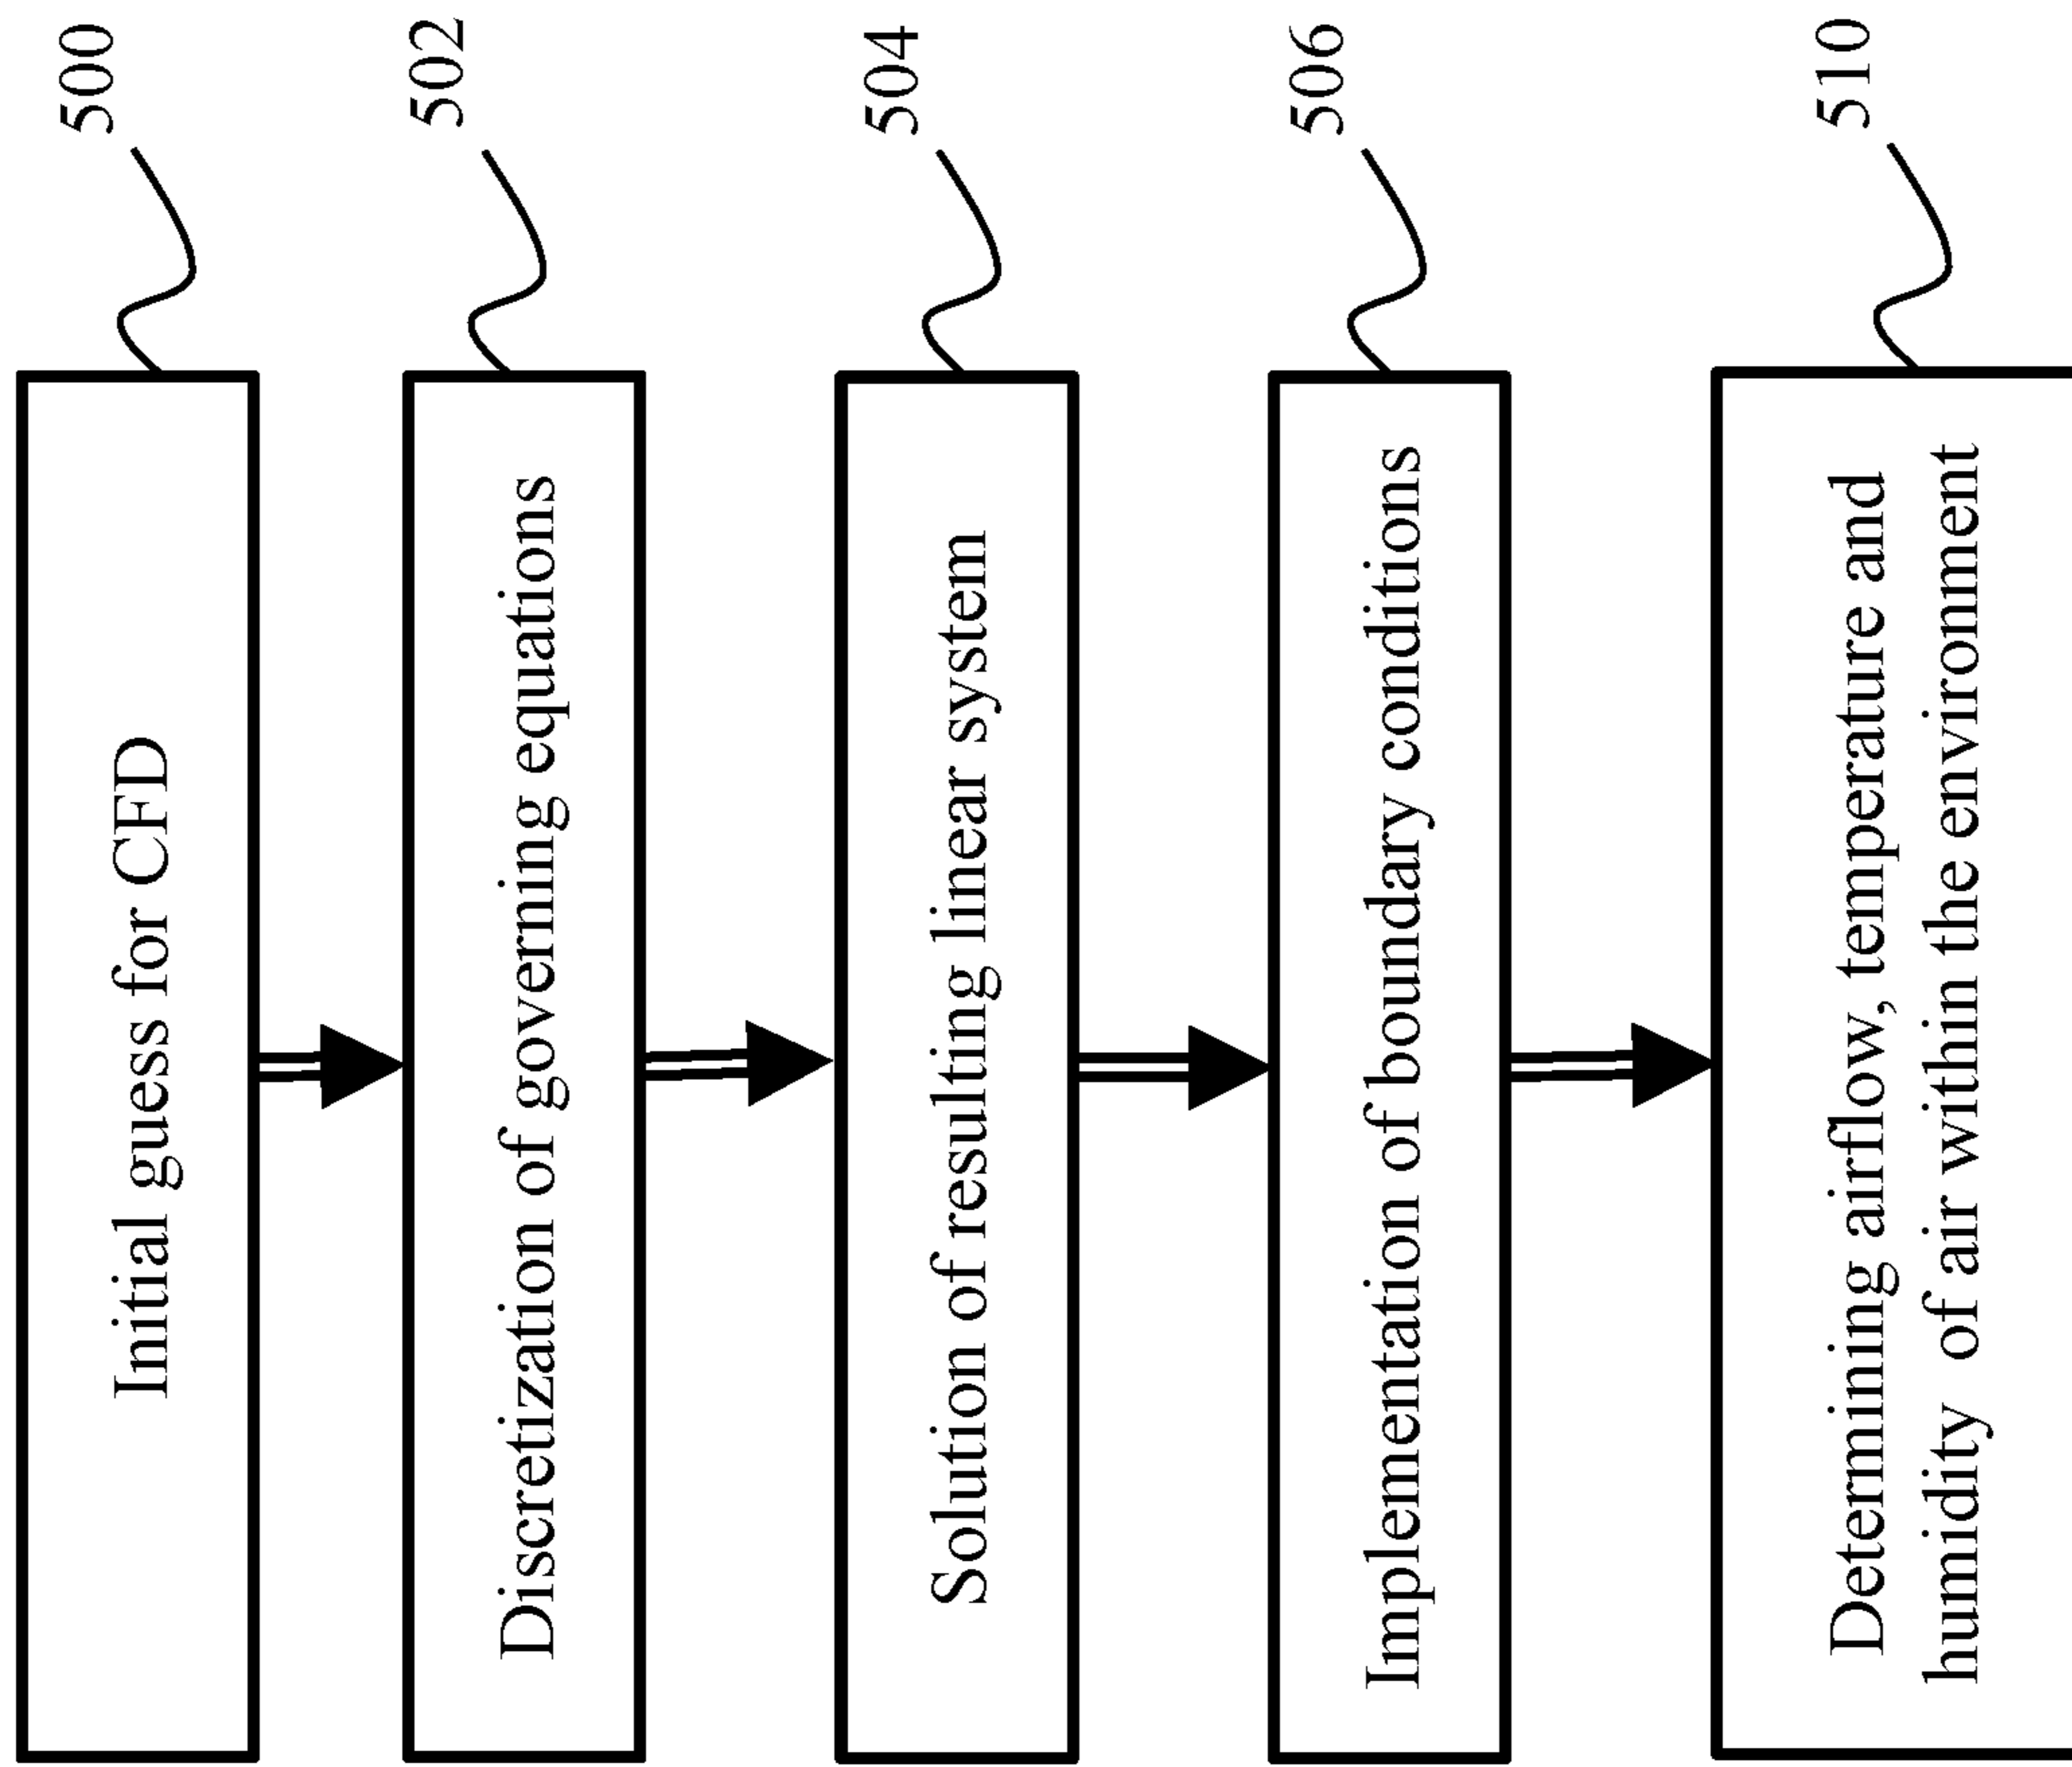 Initial guess for CFD
500
Discretization of governing equations
502
Solution of resulting linear system
504
Implementation of boundary conditions
506
Determining airflow, temperature and
humidity of air within the environment
510